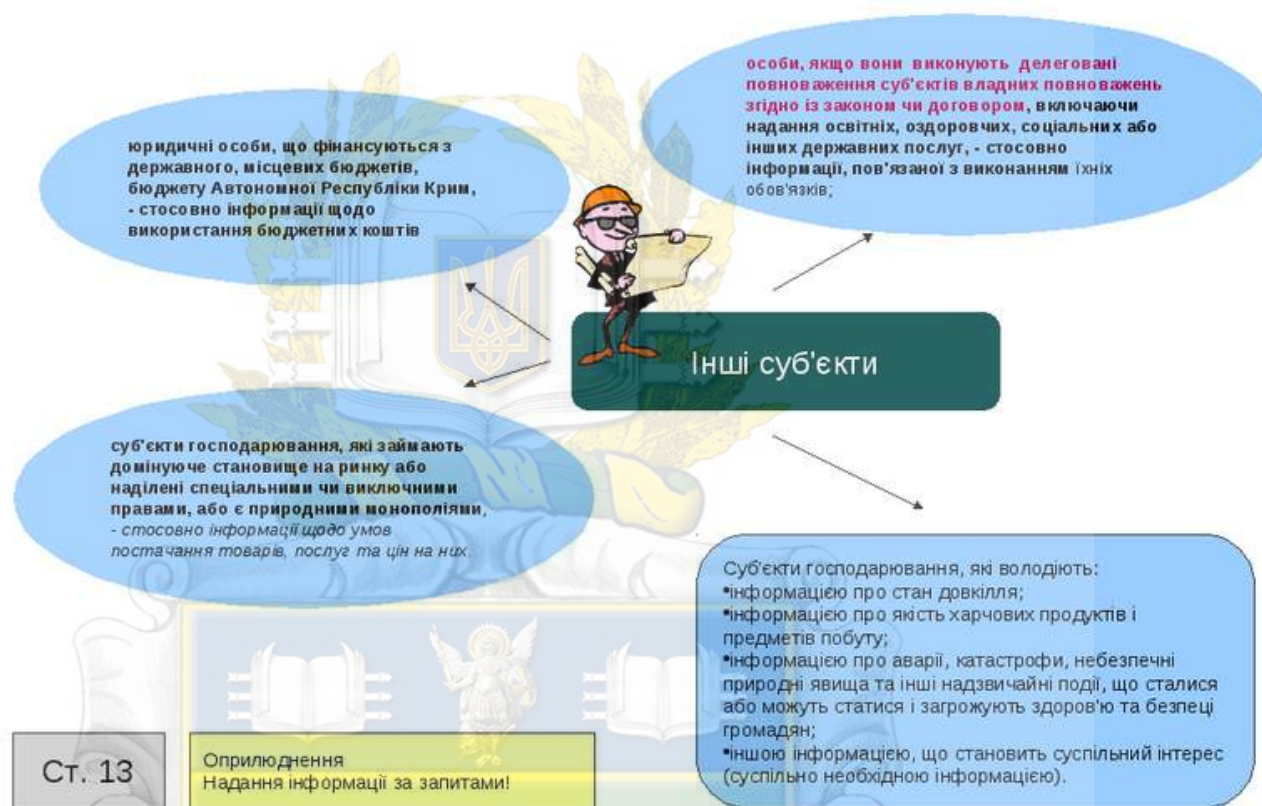 особи, якщо вони виконують делеговані
повноваження суб'єктів владних повноважень
згідно із законом чи договором, включаючи
надання освітніх, оздоровчих, соціальних або
інших державних послуг, - стосовно
інформації, пов'язаної з виконанням їхніх
обов'язків;
юридичні особи, що фінансуються з
державного, місцевих бюджетів,
бюджету Автономної Республіки Крим,
- стосовно інформації щодо
використання бюджетних коштів
Інші суб'єкти
суб'єкти господарювання, які займають
домінуюче становище на ринку або
наділені спеціальними чи виключними
правами, або є природними монополіями,
- стосовно інформації щодо умов
постачання товарів, послуг та цін на них.
Суб'єкти господарювання, які володіють:
•інформацією про стан довкілля;
•інформацією про якість харчових продуктів і
предметів побуту;
•інформацією про аварії, катастрофи, небезпечні
природні явища та інші надзвичайні події, що сталися
або можуть статися і загрожують здоров'ю та безпеці
громадян;
•іншою інформацією, що становить суспільний інтерес
(суспільно необхідною інформацією).
Ст. 13
Оприлюднення
Надання інформації за запитами!